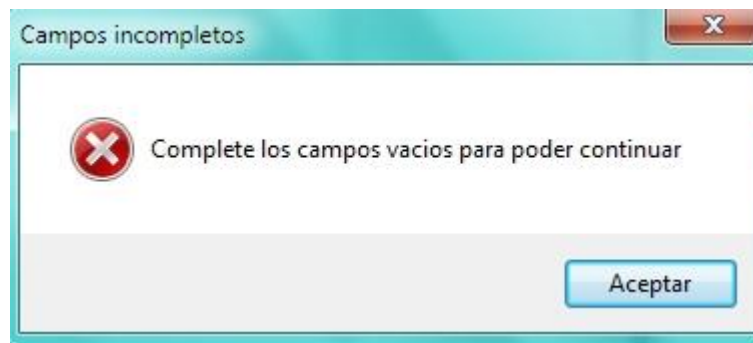 Campos incompletos
Complete los campos vacios para poder continuar
Aceptar